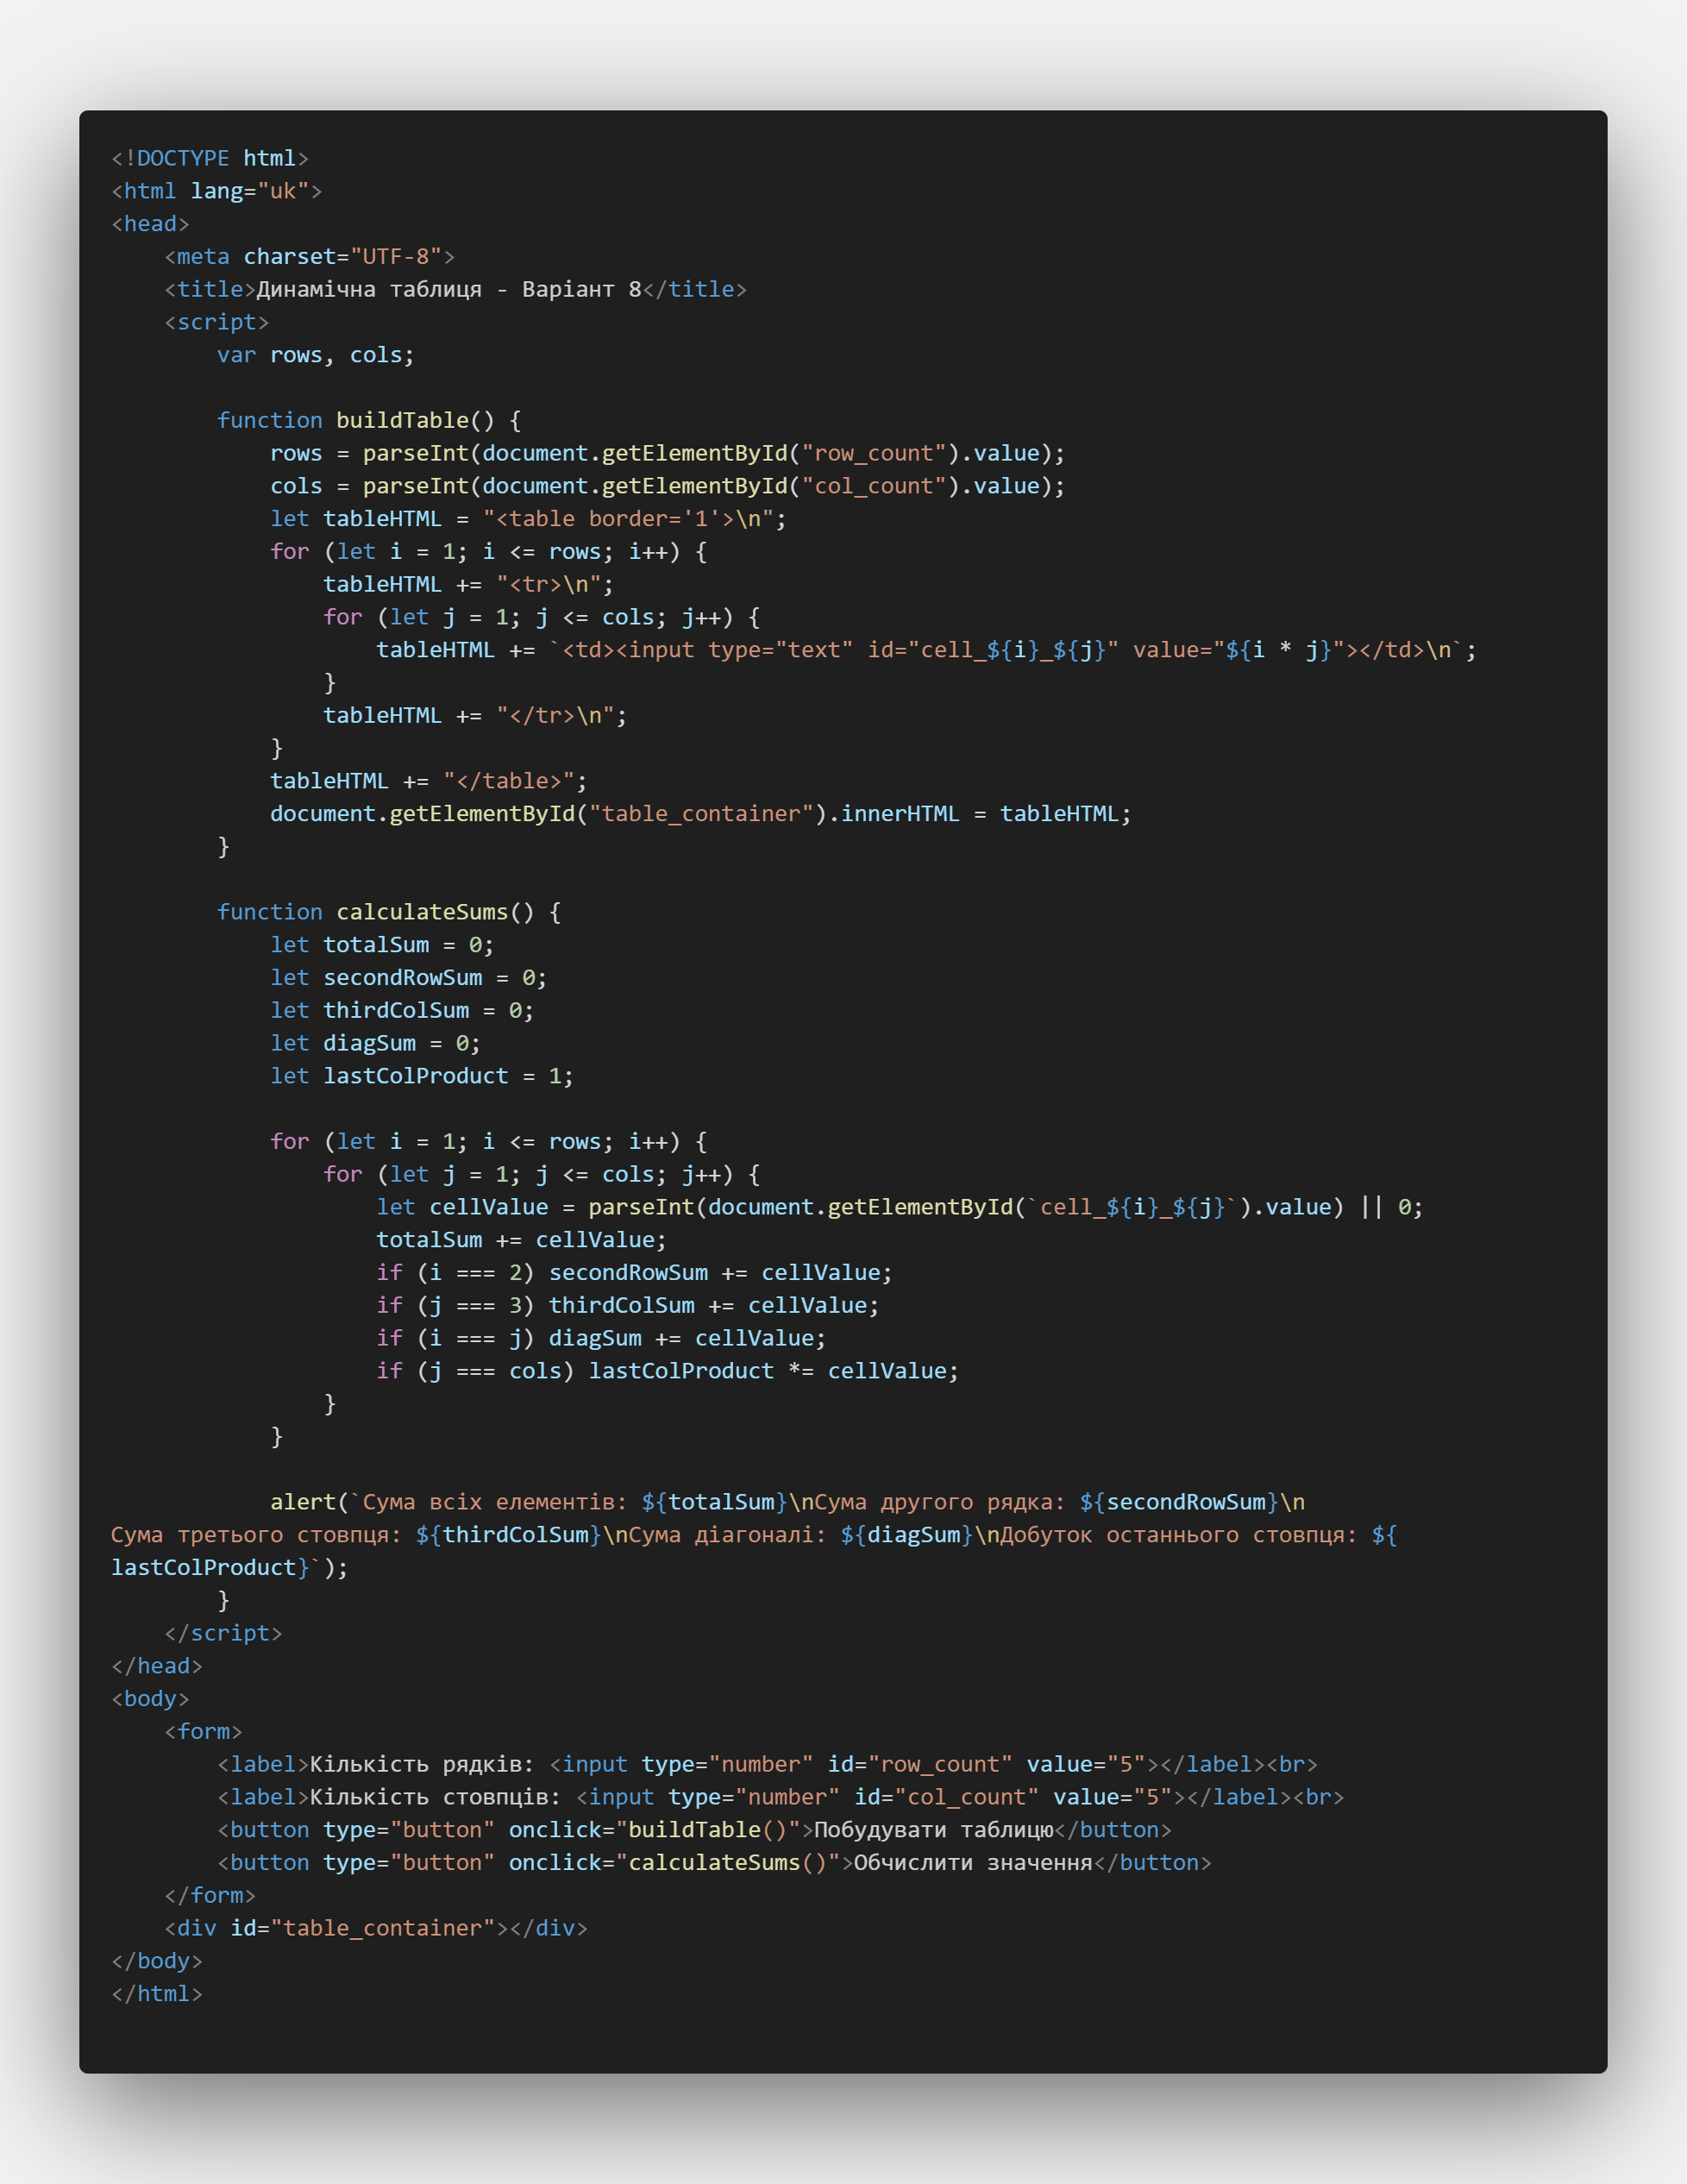 <!DOCTYPE html>
<html lang="uk">
<head>
    <meta charset="UTF-8">
    <title>Динамічна таблиця - Варіант 8</title>
    <script>
        var rows, cols;

        function buildTable() {
            rows = parseInt(document.getElementById("row_count").value);
            cols = parseInt(document.getElementById("col_count").value);
            let tableHTML = "<table border='1'>\n";
            for (let i = 1; i <= rows; i++) {
                tableHTML += "<tr>\n";
                for (let j = 1; j <= cols; j++) {
                    tableHTML += `<td><input type="text" id="cell_${i}_${j}" value="${i * j}"></td>\n`;
                }
                tableHTML += "</tr>\n";
            }
            tableHTML += "</table>";
            document.getElementById("table_container").innerHTML = tableHTML;
        }

        function calculateSums() {
            let totalSum = 0;
            let secondRowSum = 0;
            let thirdColSum = 0;
            let diagSum = 0;
            let lastColProduct = 1;

            for (let i = 1; i <= rows; i++) {
                for (let j = 1; j <= cols; j++) {
                    let cellValue = parseInt(document.getElementById(`cell_${i}_${j}`).value) || 0;
                    totalSum += cellValue;
                    if (i === 2) secondRowSum += cellValue;
                    if (j === 3) thirdColSum += cellValue;
                    if (i === j) diagSum += cellValue;
                    if (j === cols) lastColProduct *= cellValue;
                }
            }

            alert(`Сума всіх елементів: ${totalSum}\nСума другого рядка: ${secondRowSum}\n
Сума третього стовпця: ${thirdColSum}\nСума діагоналі: ${diagSum}\nДобуток останнього стовпця: ${
lastColProduct}`);
        }
    </script>
</head>
<body>
    <form>
        <label>Кількість рядків: <input type="number" id="row_count" value="5"></label><br>
        <label>Кількість стовпців: <input type="number" id="col_count" value="5"></label><br>
        <button type="button" onclick="buildTable()">Побудувати таблицю</button>
        <button type="button" onclick="calculateSums()">Обчислити значення</button>
    </form>
    <div id="table_container"></div>
</body>
</html>